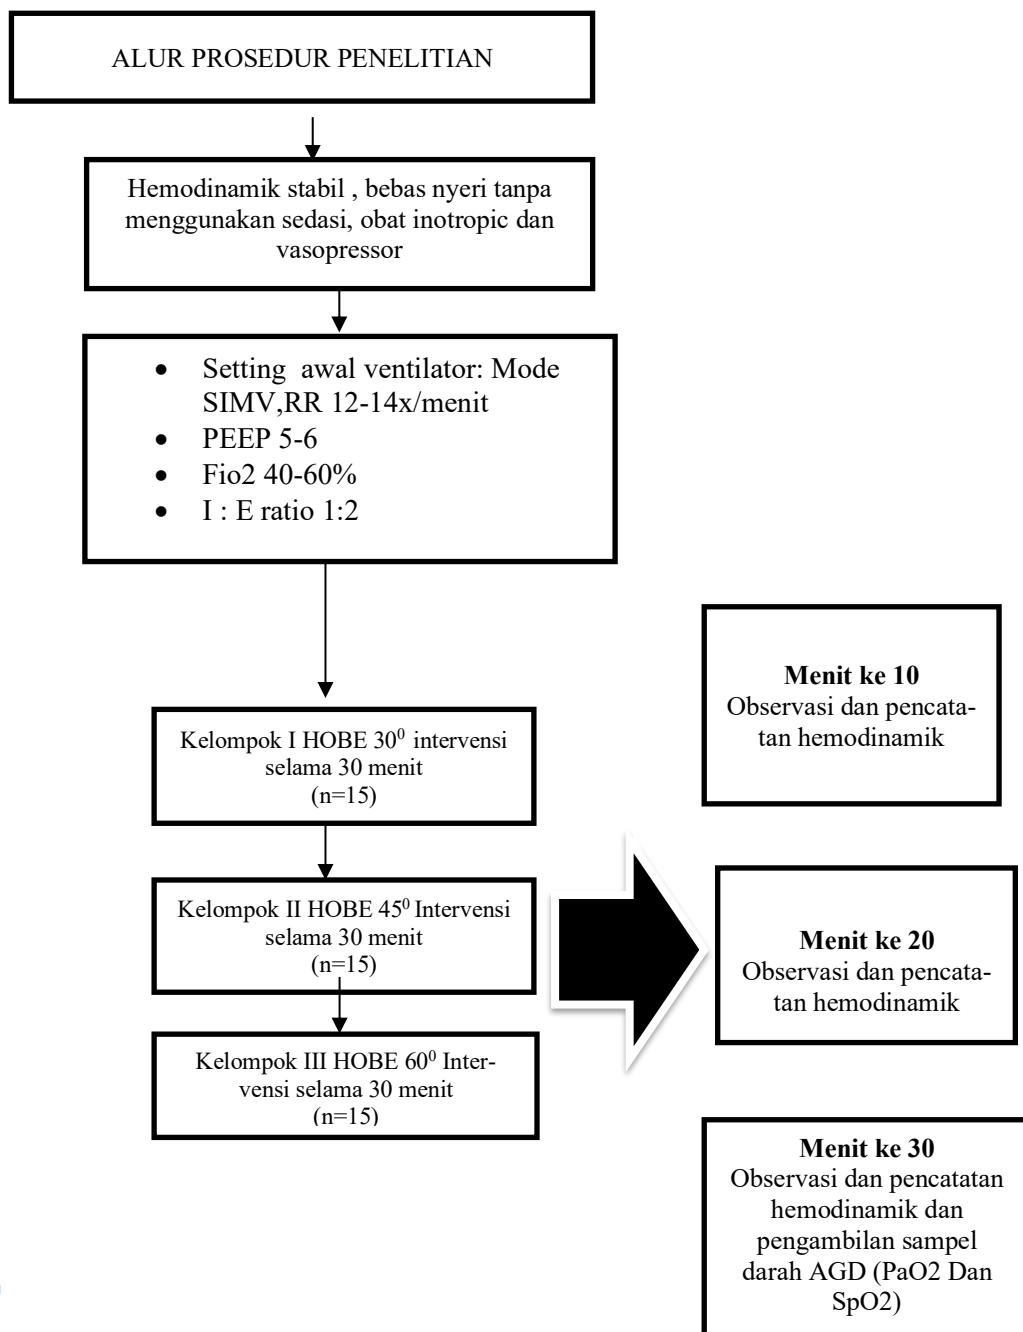 ALUR PROSEDUR PENELITIAN
Hemodinamik stabil , bebas nyeri tanpa
menggunakan sedasi, obat inotropic dan
vasopressor
• Setting awal ventilator: Mode
SIMV,RR 12-14x/menit
• PEEP 5-6
• Fio2 40-60%
• I : E ratio 1:2
Kelompok I HOBE 30⁰ intervensi
selama 30 menit
(n=15)
Kelompok II HOBE 45⁰ Intervensi
selama 30 menit
(n=15)
Kelompok III HOBE 60⁰ Inter-
vensi selama 30 menit
(n=15)
Menit ke 10
Observasi dan pencata-
tan hemodinamik
Menit ke 20
Observasi dan pencata-
tan hemodinamik
Menit ke 30
Observasi dan pencatatan
hemodinamik dan
pengambilan sampel
darah AGD (PaO2 Dan
SpO2)